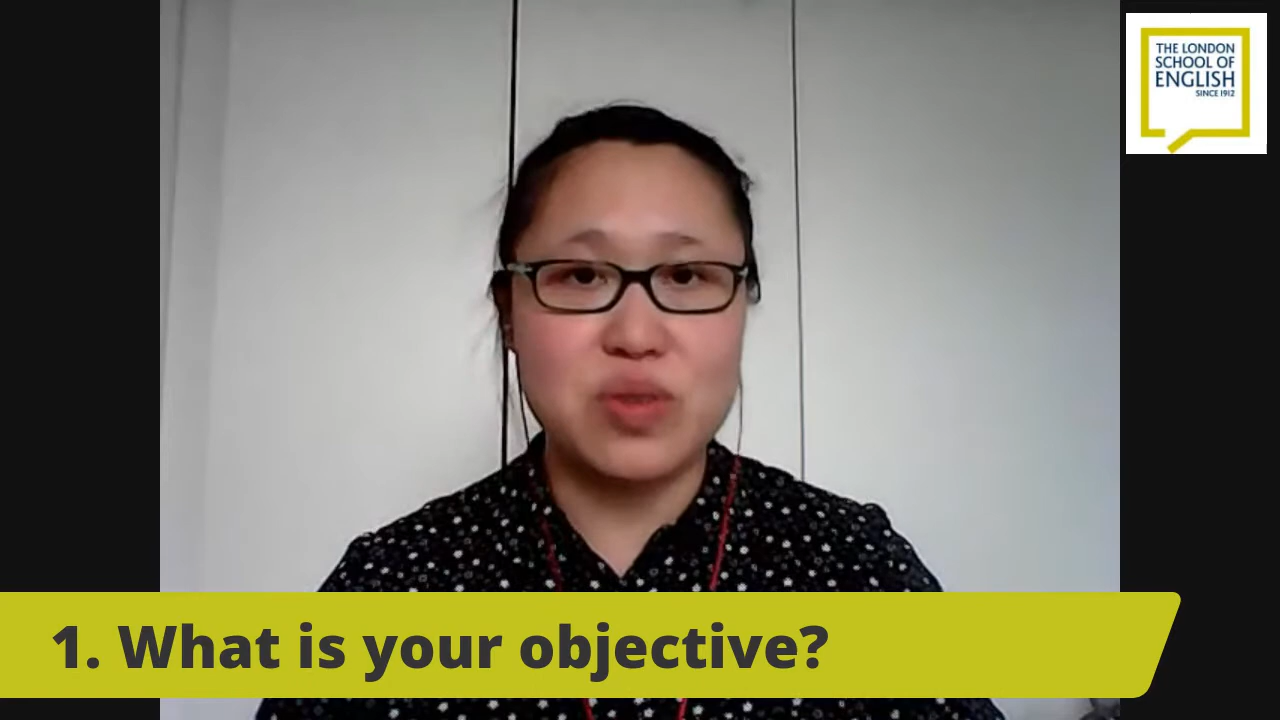 THE LONDON
SCHOOL OF
ENGLISH
SINCE 1912
1. What is your objective?